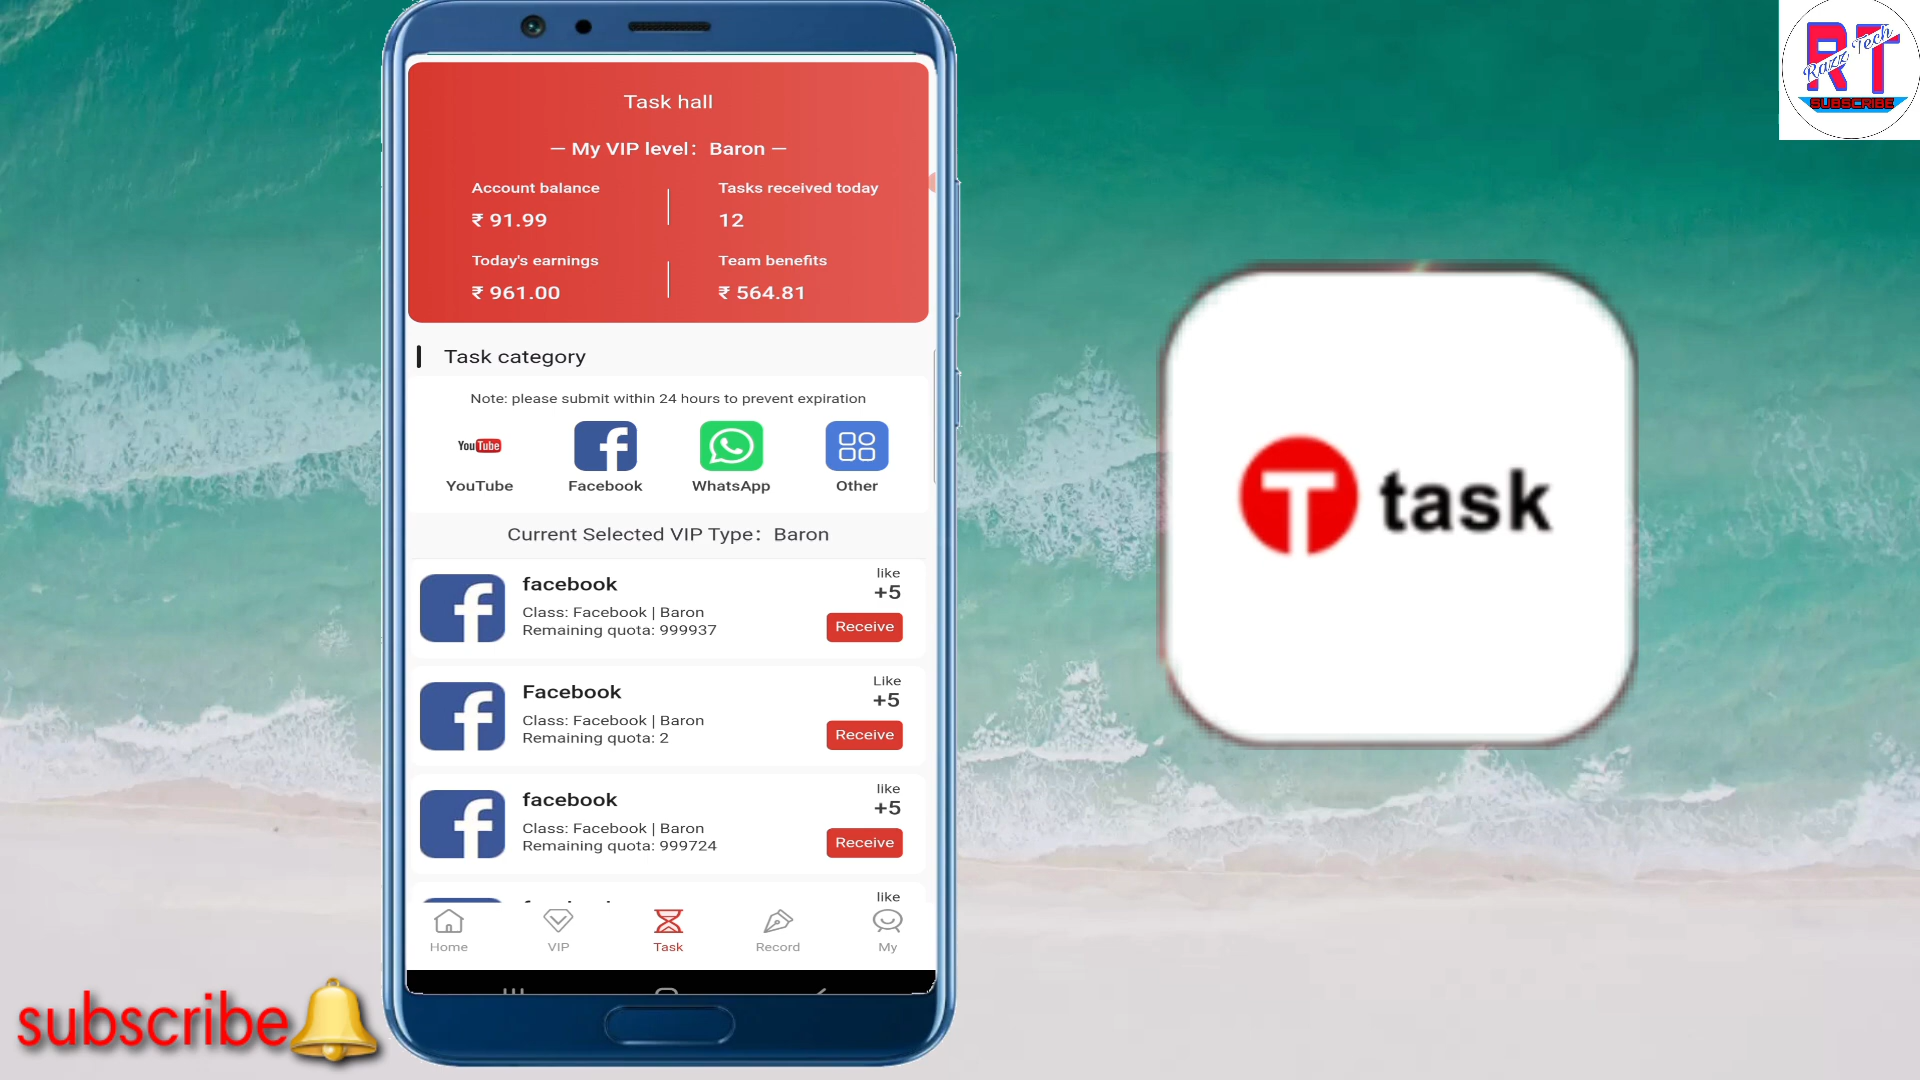 Task hall
— My VIP level: Baron —
Account balance
₹ 91.99
Tasks received today
12
Today's earnings
₹ 961.00
Team benefits
₹ 564.81
Task category
Note: please submit within 24 hours to prevent expiration
YouTube
YouTube
Facebook
WhatsApp
Other
Current Selected VIP Type: Baron
facebook
Class: Facebook | Baron
Remaining quota: 999937
like
+5
Receive
Facebook
Class: Facebook | Baron
Remaining quota: 2
Like
+5
Receive
facebook
Class: Facebook | Baron
Remaining quota: 999724
like
+5
Receive
like
Home
VIP
Task
Record
My
T task
RT
Razz Tech
SUBSCRIBE
subscribe